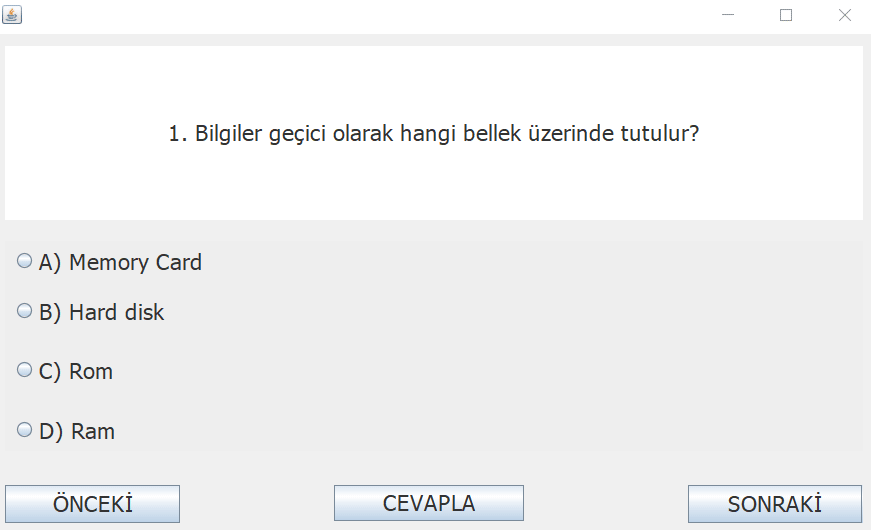 1. Bilgiler geçici olarak hangi bellek üzerinde tutulur?
A) Memory Card
B) Hard disk
C) Rom
D) Ram
ÖNCEKİ
CEVAPLA
SONRAKİ